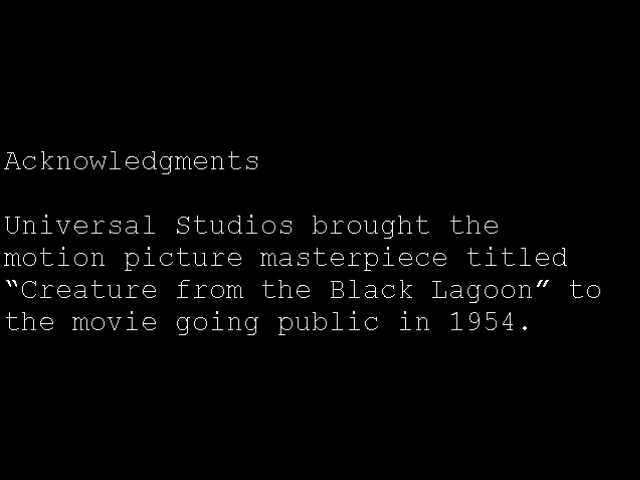 Acknowledgments
Universal Studios brought the
motion picture masterpiece titled
“Creature from the Black Lagoon” to
the movie going public in 1954.